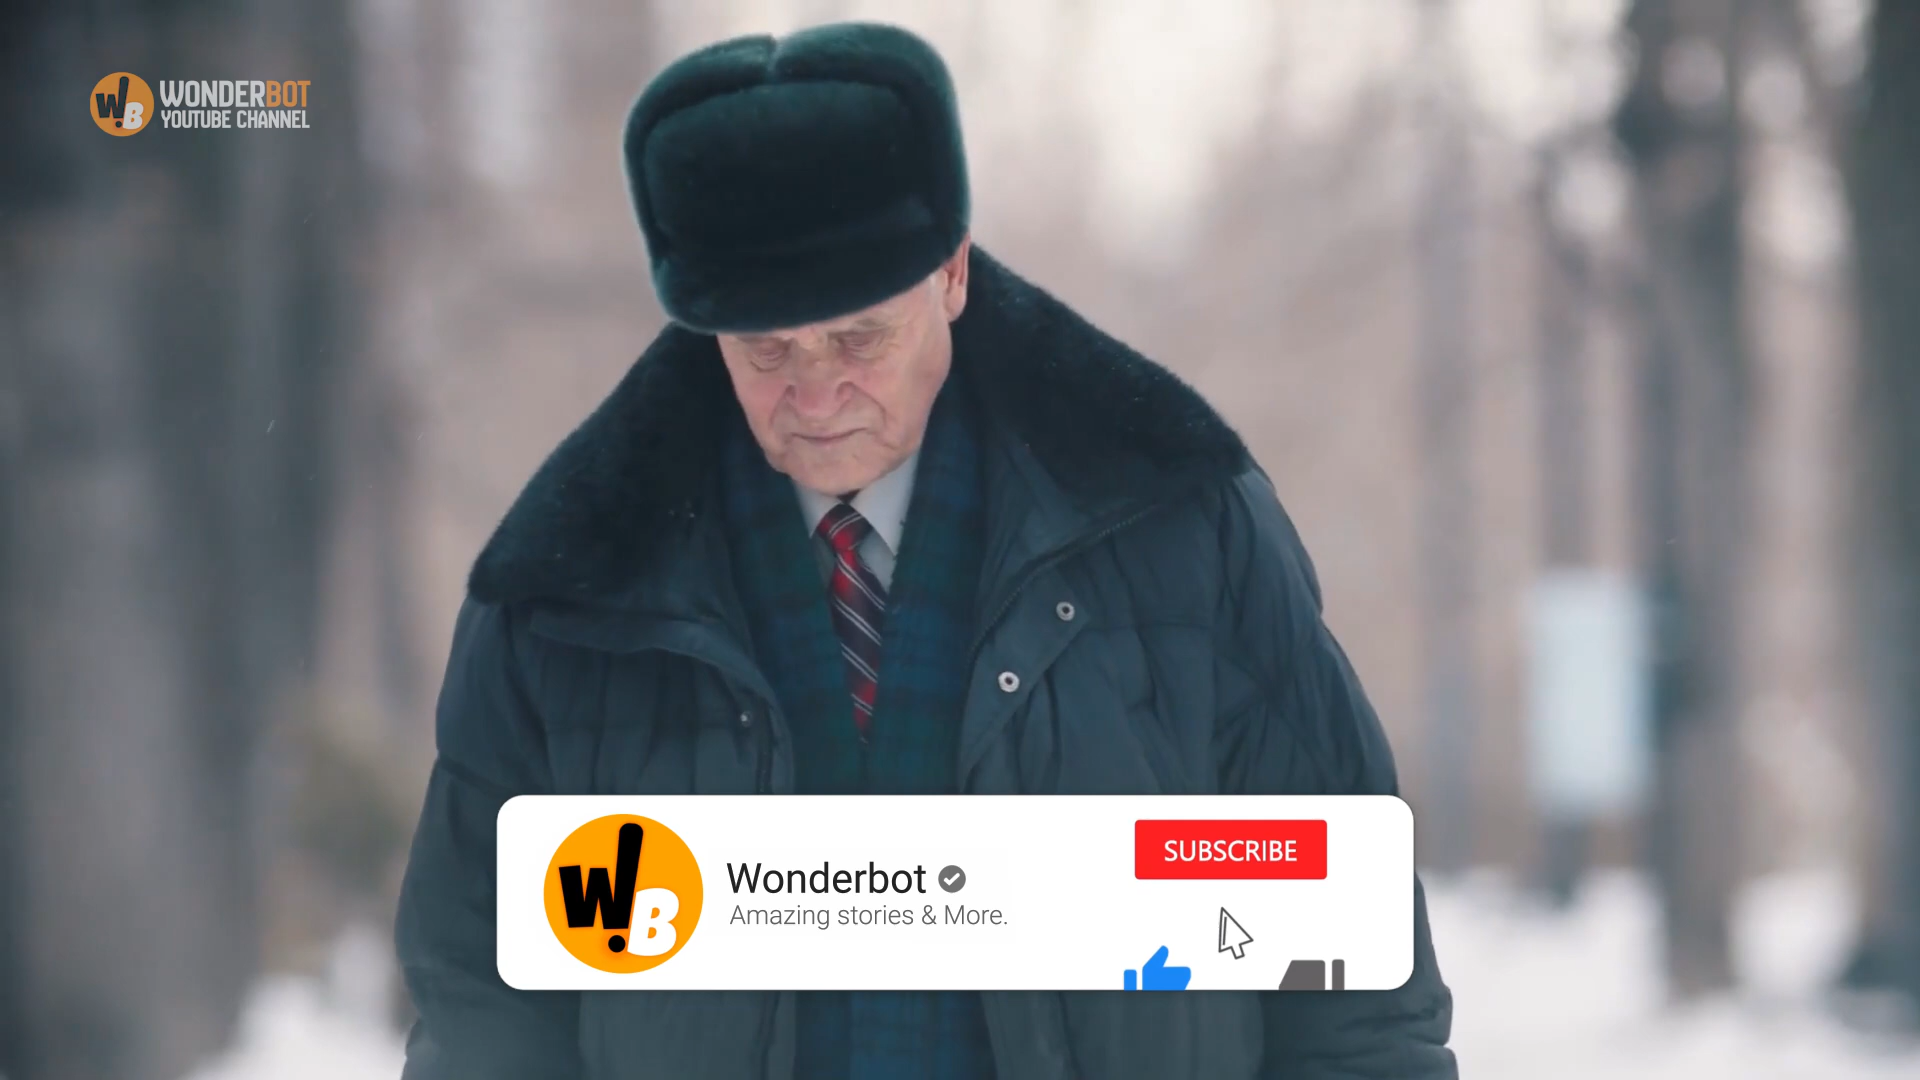 W!B WONDERBOT
YOUTUBE CHANNEL
W!B
Wonderbot
Amazing stories & More.
SUBSCRIBE